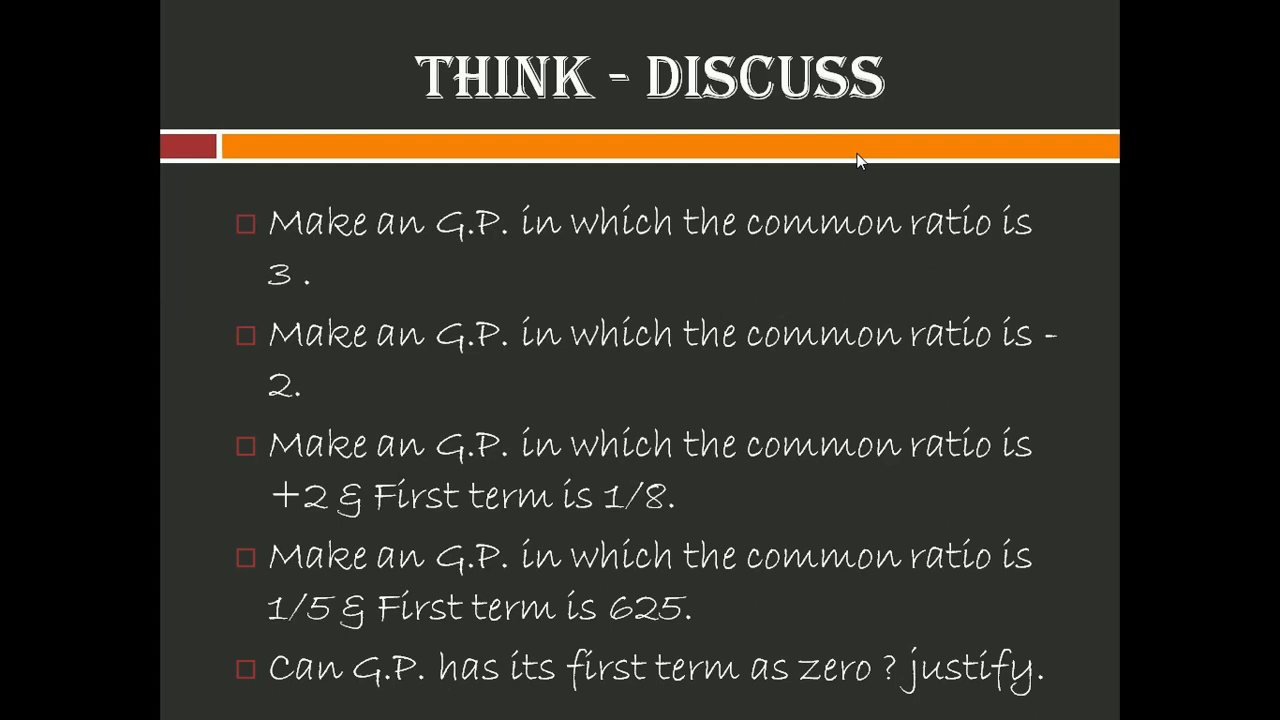 THINK - DISCUSS
Make an G.P. in which the common ratio is
3 .
Make an G.P. in which the common ratio is -
2.
Make an G.P. in which the common ratio is
+2 & First term is 1/8.
Make an G.P. in which the common ratio is
1/5 & First term is 625.
Can G.P. has its first term as zero ? justify.